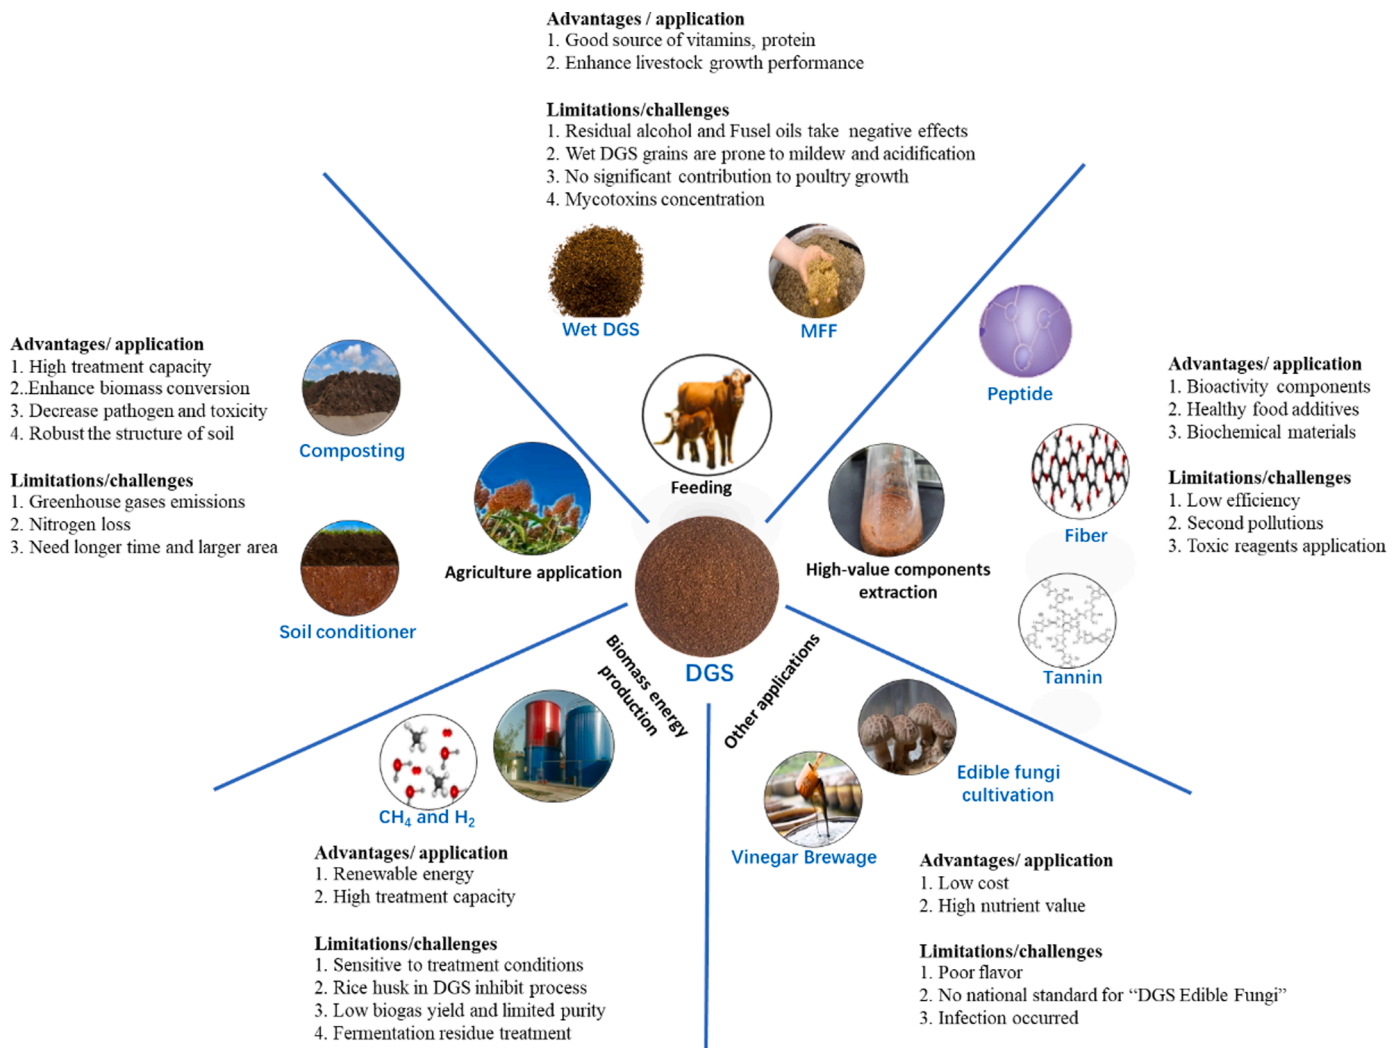 Advantages / application
1. Good source of vitamins, protein
2. Enhance livestock growth performance
Limitations/challenges
1. Residual alcohol and Fusel oils take negative effects
2. Wet DGS grains are prone to mildew and acidification
3. No significant contribution to poultry growth
4. Mycotoxins concentration
Wet DGS
MFF
Feeding
Advantages/ application
1. High treatment capacity
2..Enhance biomass conversion
3. Decrease pathogen and toxicity
4. Robust the structure of soil
Limitations/challenges
1. Greenhouse gases emissions
2. Nitrogen loss
3. Need longer time and larger area
Composting
Soil conditioner
Agriculture application
Peptide
Fiber
Tannin
High-value components
extraction
Advantages/ application
1. Bioactivity components
2. Healthy food additives
3. Biochemical materials
Limitations/challenges
1. Low efficiency
2. Second pollutions
3. Toxic reagents application
DGS
Biomass energy
production
CH₄ and H₂
Advantages/ application
1. Renewable energy
2. High treatment capacity
Limitations/challenges
1. Sensitive to treatment conditions
2. Rice husk in DGS inhibit process
3. Low biogas yield and limited purity
4. Fermentation residue treatment
Other applications
Edible fungi
cultivation
Vinegar Brewage
Advantages/ application
1. Low cost
2. High nutrient value
Limitations/challenges
1. Poor flavor
2. No national standard for “DGS Edible Fungi”
3. Infection occurred